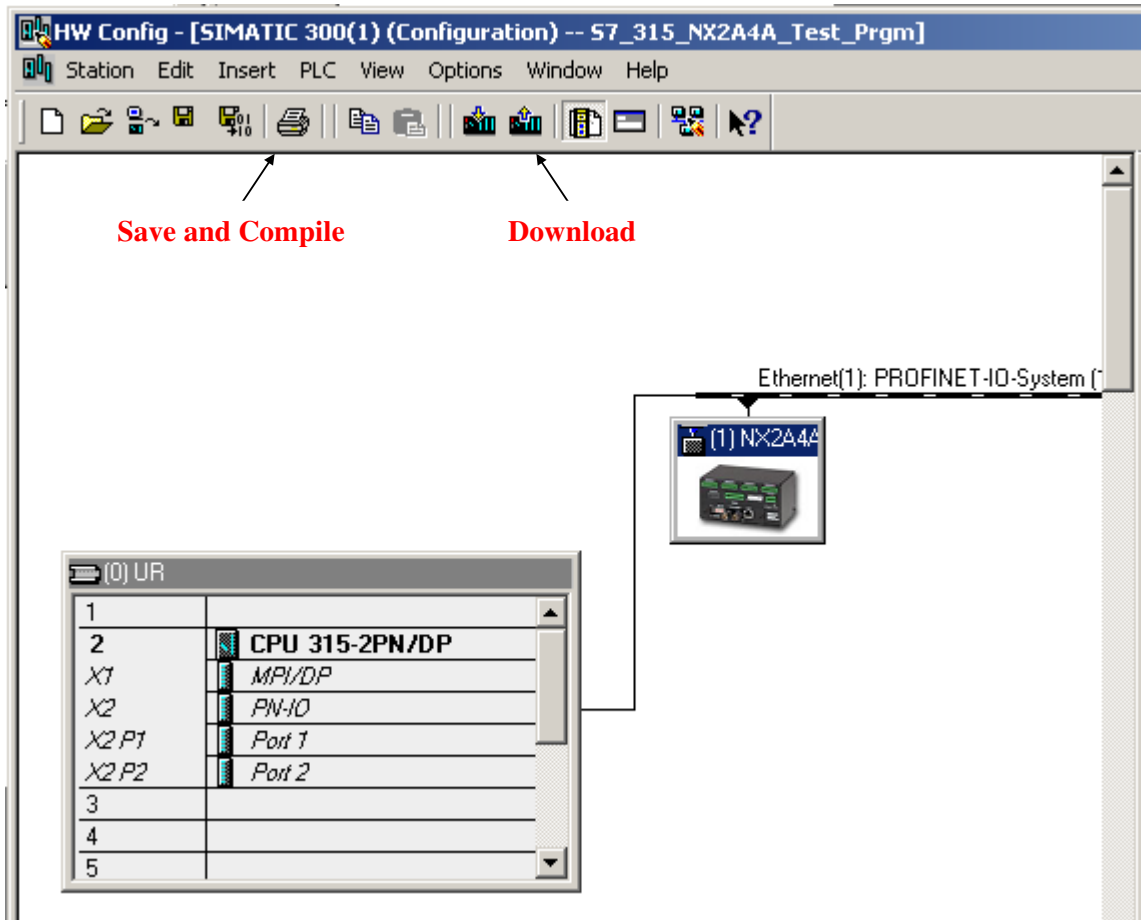 HW Config - [SIMATIC 300(1) (Configuration) -- S7_315_NX2A4A_Test_Prgm]
Station Edit Insert PLC View Options Window Help
Save and Compile Download
Ethernet(1): PROFINET-IO-System (1
(1) NX2A4A
(0) UR
1
2 CPU 315-2PN/DP
X1 MPI/DP
X2 PN-IO
X2 P1 Port 1
X2 P2 Port 2
3
4
5